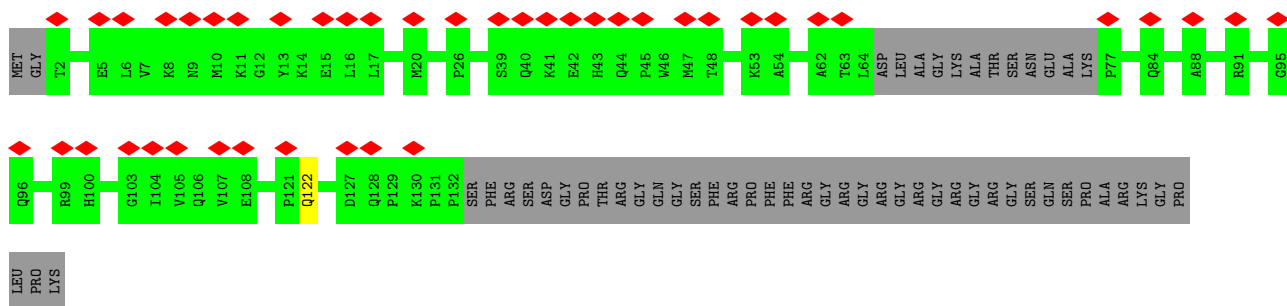 MET GLY T2 E5 L6 V7 K8 N9 M10 K11 G12 Y13 K14 E15 L16 L17 M20 P26 S39 Q40 K41 E42 H43 Q44 P45 W46 M47 T48 K53 A54 A62 T63 L64 ASP LEU ALA GLY LYS ALA THR SER ASN GLU ALA LYS P77 Q84 A88 R91 G95
Q96 R99 H100 G103 I104 V105 Q106 V107 E108 P121 Q122 D127 Q128 P129 K130 P131 P132 SER PHE ARG SER ASP GLY PRO THR ARG GLY GLN GLY SER PHE ARG PRO PHE PHE ARG GLY ARG GLY ARG GLY ARG GLY ARG GLY ARG GLY SER GLN SER PRO ALA ARG LYS GLY PRO
LEU PRO LYS